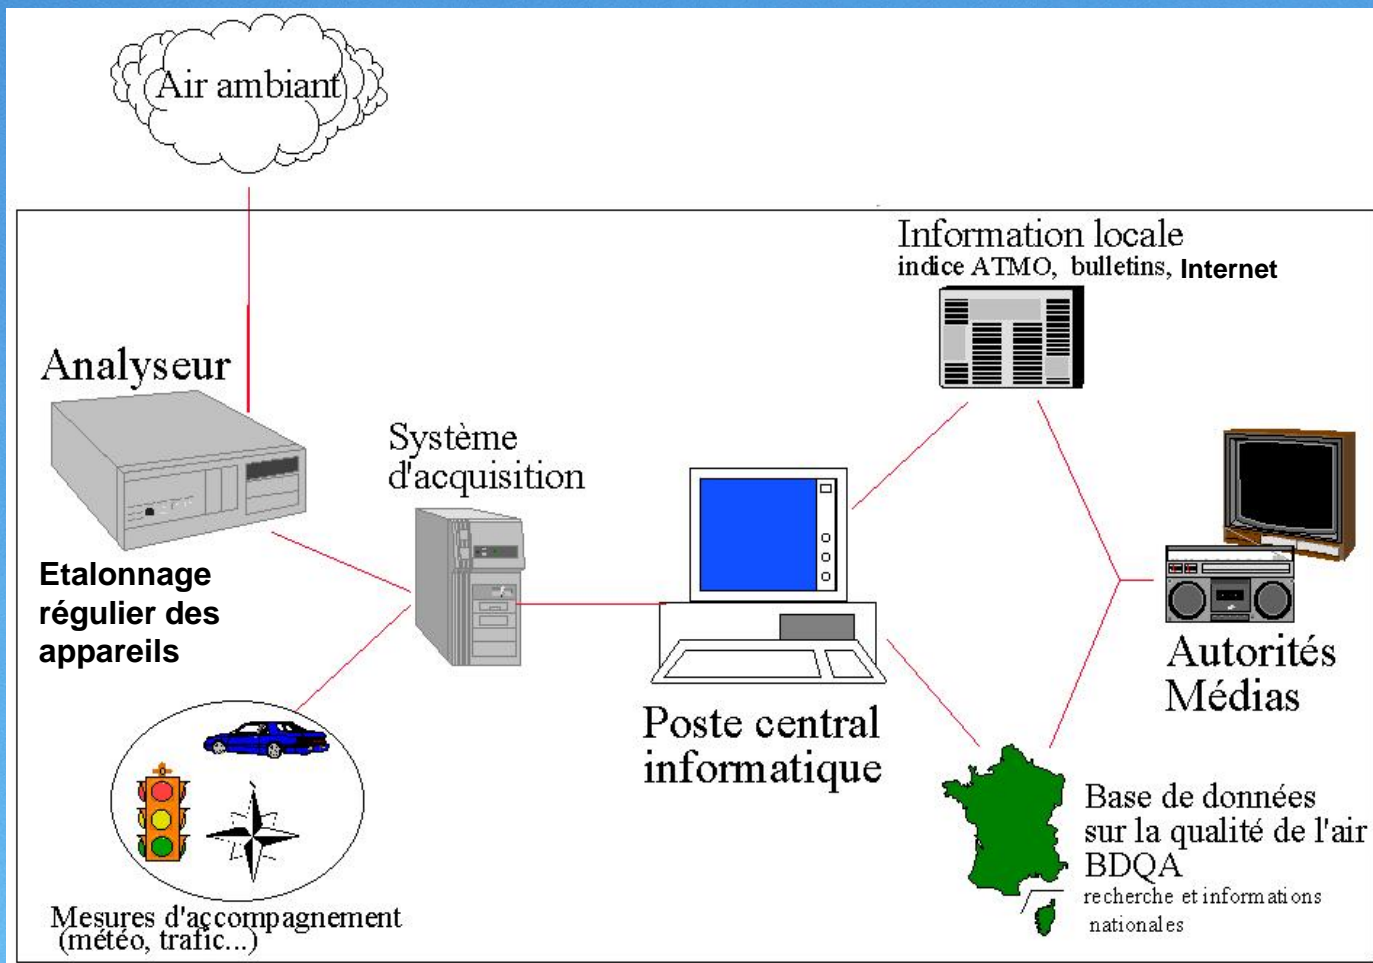 Air ambiant
Information locale
indice ATMO, bulletins, Internet
Analyseur
Système
d'acquisition
Etalonnage
régulier des
appareils
Autorités
Médias
Poste central
informatique
Base de données
sur la qualité de l'air
BDQA
recherche et informations
nationales
Mesures d'accompagnement
(météo, trafic...)